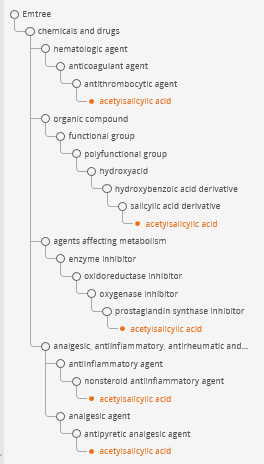 Emtree
chemicals and drugs
hematologic agent
anticoagulant agent
antithrombocytic agent
acetylsalicylic acid
organic compound
functional group
polyfunctional group
hydroxyacid
hydroxybenzoic acid derivative
salicylic acid derivative
acetylsalicylic acid
agents affecting metabolism
enzyme inhibitor
oxidoreductase inhibitor
oxygenase inhibitor
prostaglandin synthase inhibitor
acetylsalicylic acid
analgesic, antiinflammatory, antirheumatic and...
antiinflammatory agent
nonsteroid antiinflammatory agent
acetylsalicylic acid
analgesic agent
antipyretic analgesic agent
acetylsalicylic acid